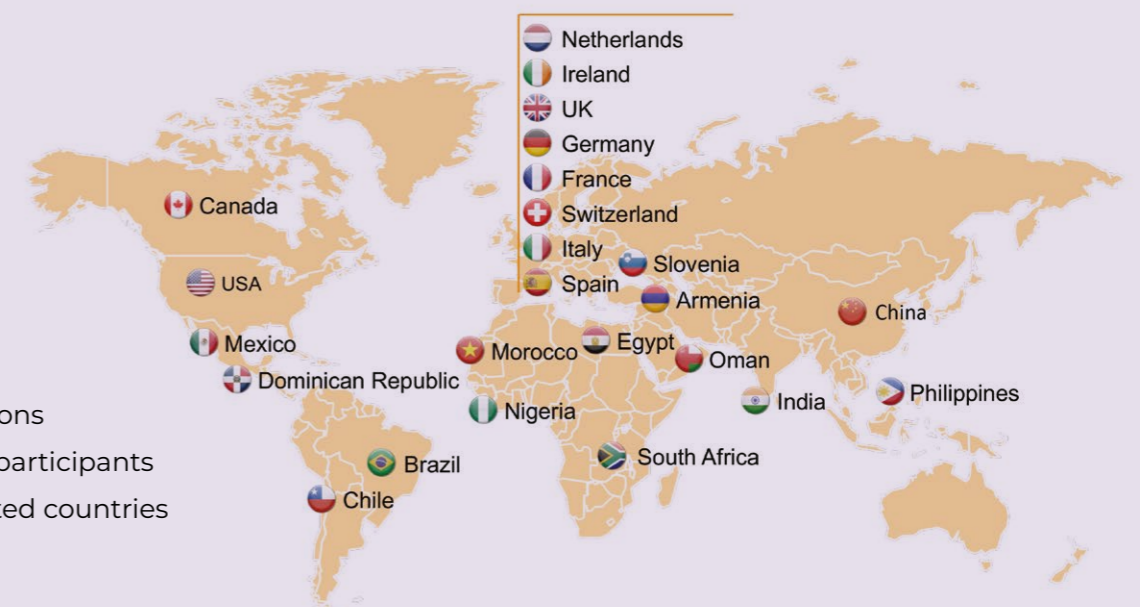 Netherlands
Ireland
UK
Germany
France
Switzerland
Italy
Spain
Slovenia
Armenia
Canada
USA
Mexico
Dominican Republic
Brazil
Chile
Morocco
Egypt
Nigeria
South Africa
Oman
India
China
Philippines
ons
participants
ted countries